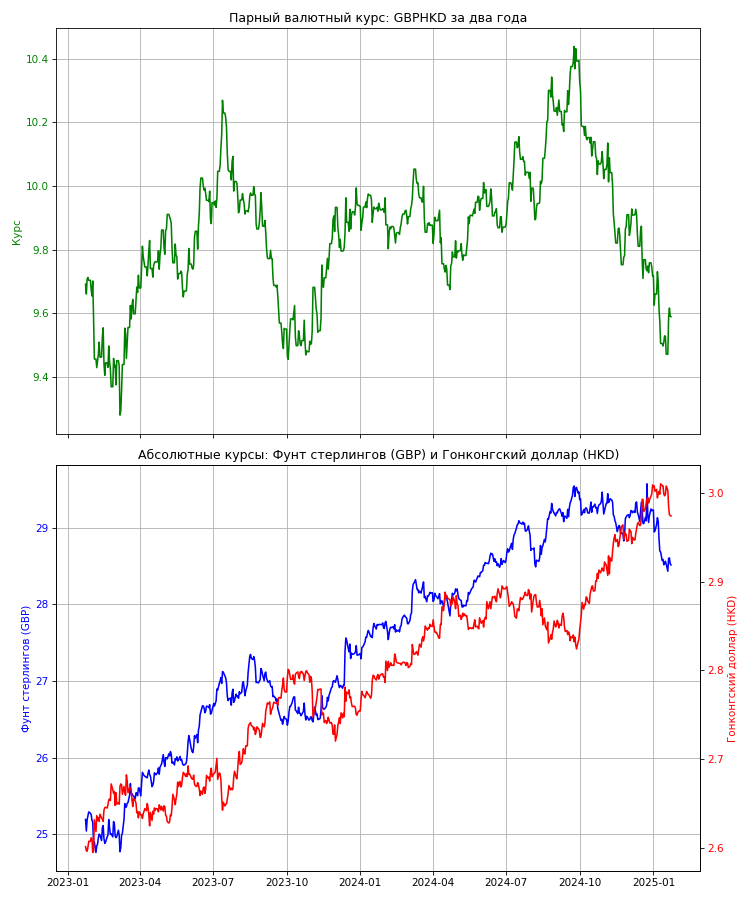 Парный валютный курс: GBPHKD за два года
10.4
10.2
10.0
9.8
9.6
9.4
Курс
Абсолютные курсы: Фунт стерлингов (GBP) и Гонконгский доллар (HKD)
29
28
27
26
25
Фунт стерлингов (GBP)
3.0
2.9
2.8
2.7
2.6
Гонконгский доллар (HKD)
2023-01 2023-04 2023-07 2023-10 2024-01 2024-04 2024-07 2024-10 2025-01